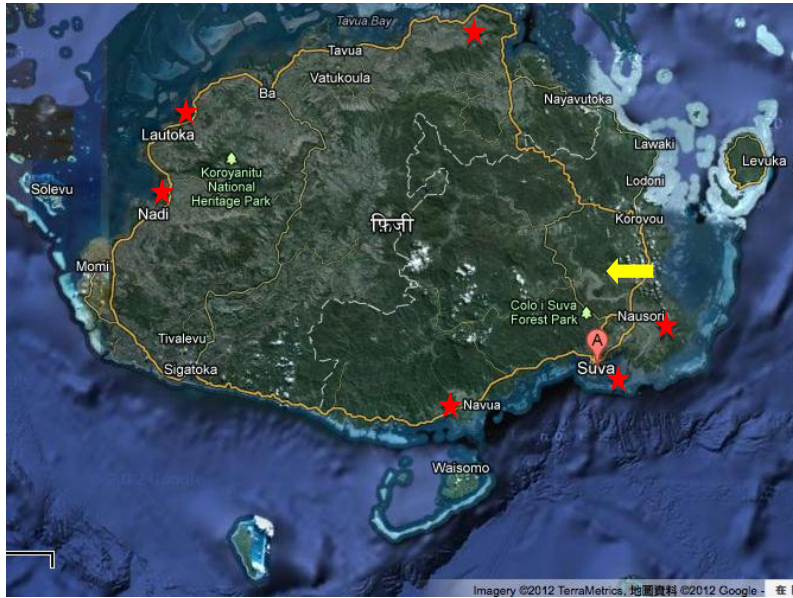 Tavua Bay
Tavua
Vatukoula
Ba
Nayavutoka
Lautoka
Lawaki
Levuka
Koroyanitu
National
Heritage Park
Lodoni
Solevu
Nadi
Korovou
फ़िजी
Momi
Colo i Suva
Forest Park
Nausori
A
Tivalevu
Suva
Sigatoka
Navua
Waisomo
Imagery ©2012 TerraMetrics, 地圖資料 ©2012 Google - 在